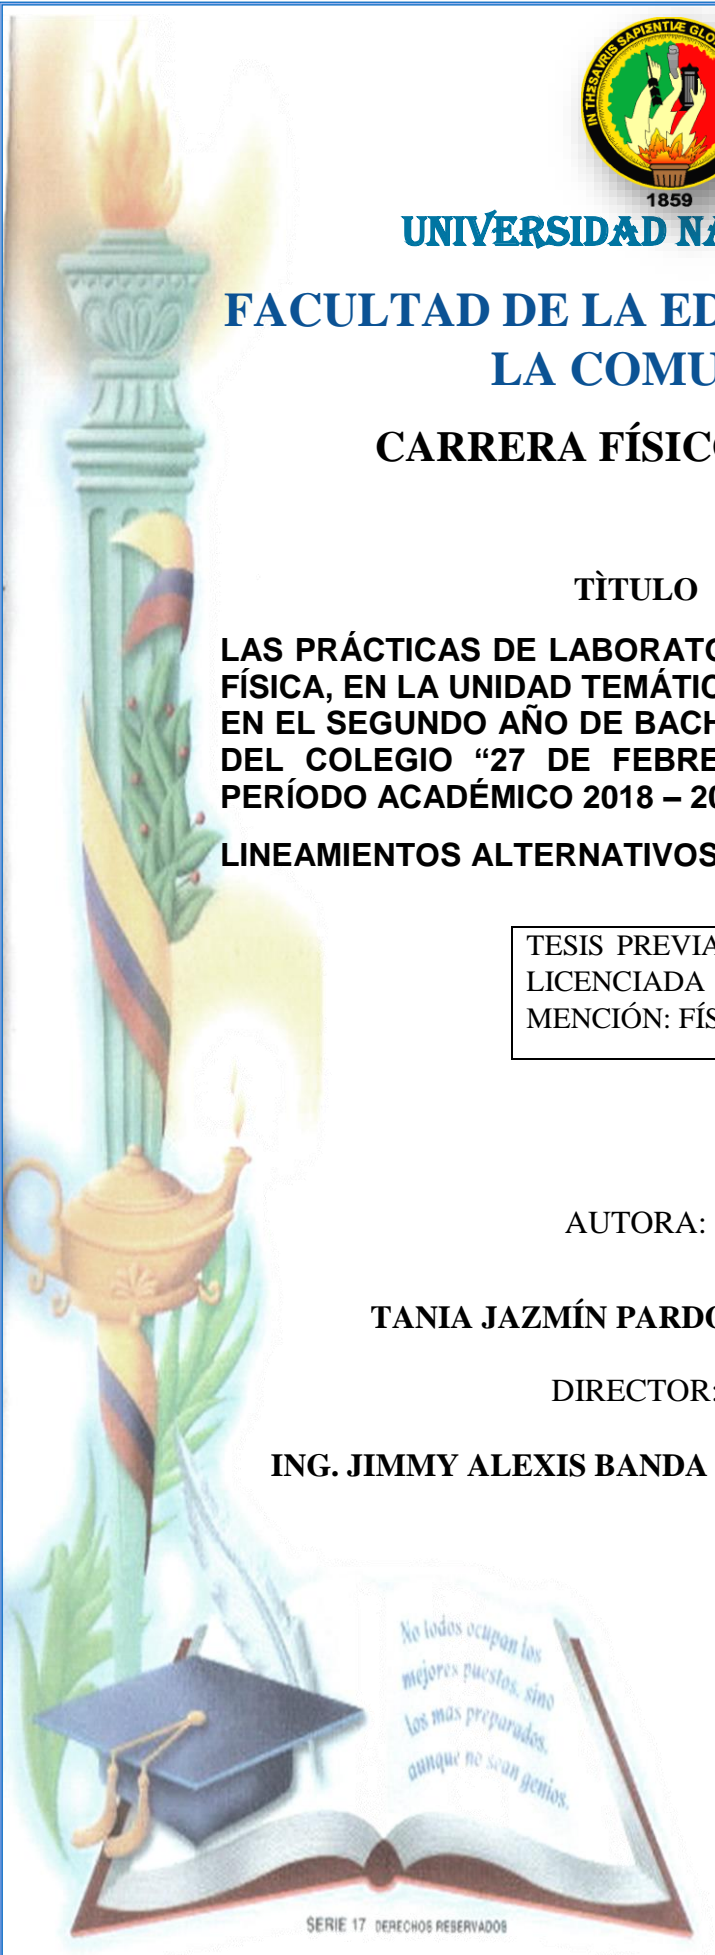 IN THESAVRIS SAPIENTIÆ GLO
1859
UNIVERSIDAD NA
FACULTAD DE LA ED
LA COMU
CARRERA FÍSICO
TÌTULO
LAS PRÁCTICAS DE LABORATO
FÍSICA, EN LA UNIDAD TEMÁTIC
EN EL SEGUNDO AÑO DE BACH
DEL COLEGIO “27 DE FEBRE
PERÍODO ACADÉMICO 2018 – 20
LINEAMIENTOS ALTERNATIVOS
TESIS PREVIA
LICENCIADA
MENCIÓN: FÍS
AUTORA:
TANIA JAZMÍN PARDO
DIRECTOR:
ING. JIMMY ALEXIS BANDA
No todos ocupan los
mejores puestos, sino
los mas preparados,
aunque no sean genios.
SERIE 17 DERECHOS RESERVADOS